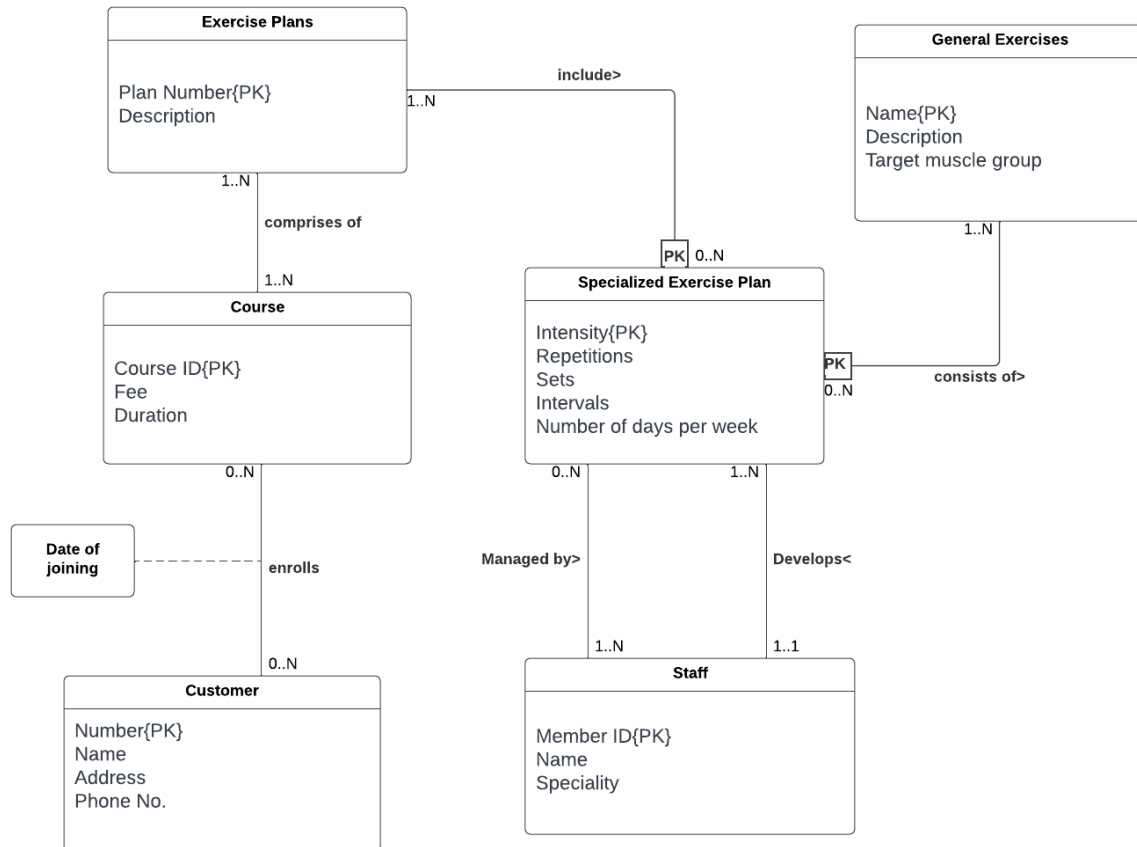 Exercise Plans
Plan Number{PK}
Description
1..N
include>
1..N
comprises of
1..N
General Exercises
Name{PK}
Description
Target muscle group
1..N
PK
0..N
Specialized Exercise Plan
Intensity{PK}
Repetitions
Sets
Intervals
Number of days per week
PK
0..N
consists of>
Course
Course ID{PK}
Fee
Duration
0..N
Date of
joining
enrolls
0..N
0..N
1..N
Managed by>
Develops<
1..N
1..1
Customer
Number{PK}
Name
Address
Phone No.
Staff
Member ID{PK}
Name
Speciality